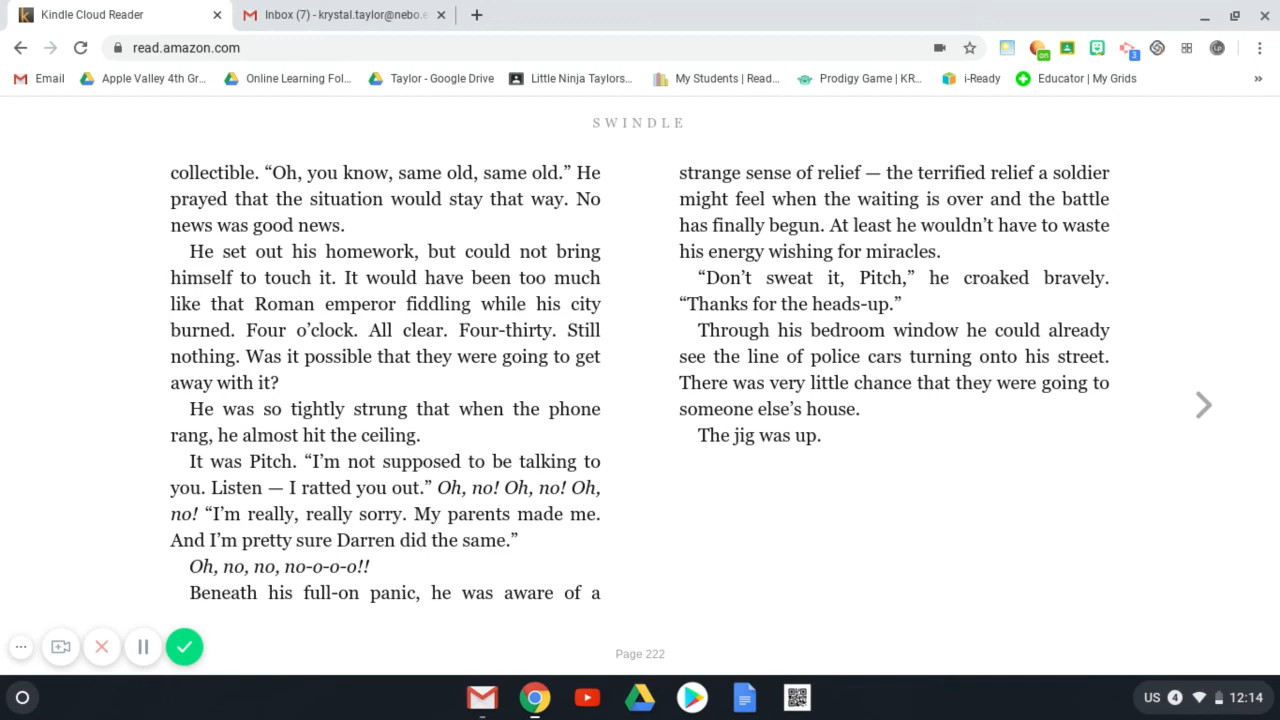 Kindle Cloud Reader
Inbox (7) - krystal.taylor@nebo.e
read.amazon.com
on
3
LP
Email
Apple Valley 4th Gr...
Online Learning Fol...
Taylor - Google Drive
Little Ninja Taylors...
My Students | Read...
Prodigy Game | KR...
i-Ready
Educator | My Grids
»
SWINDLE
collectible. “Oh, you know, same old, same old.” He
prayed that the situation would stay that way. No
news was good news.
He set out his homework, but could not bring
himself to touch it. It would have been too much
like that Roman emperor fiddling while his city
burned. Four o’clock. All clear. Four-thirty. Still
nothing. Was it possible that they were going to get
away with it?
He was so tightly strung that when the phone
rang, he almost hit the ceiling.
It was Pitch. “I’m not supposed to be talking to
you. Listen — I ratted you out.” Oh, no! Oh, no! Oh,
no! “I’m really, really sorry. My parents made me.
And I’m pretty sure Darren did the same.”
Oh, no, no, no-o-o-o!!
Beneath his full-on panic, he was aware of a
strange sense of relief — the terrified relief a soldier
might feel when the waiting is over and the battle
has finally begun. At least he wouldn’t have to waste
his energy wishing for miracles.
“Don’t sweat it, Pitch,” he croaked bravely.
“Thanks for the heads-up.”
Through his bedroom window he could already
see the line of police cars turning onto his street.
There was very little chance that they were going to
someone else’s house.
The jig was up.
Page 222
US 4 12:14